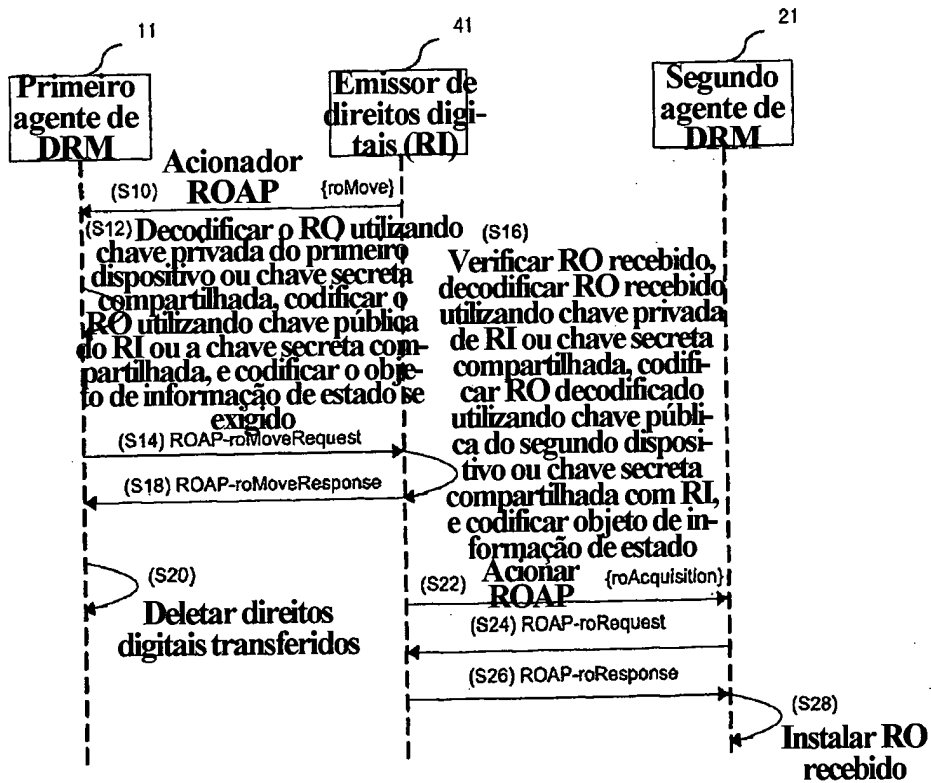 11
41
21
Primeiro
agente de
DRM
Emissor de
direitos digi-
tais (RI)
Segundo
agente de
DRM
(S10)
Acionador
ROAP
{roMove}
(S12) Decodificar o RO utilizando
chave privada do primeiro
dispositivo ou chave secreta
compartilhada, codificar o
RO utilizando chave pública
do RI ou a chave secreta com-
partilhada, e codificar o obje-
to de informação de estado se
exigido
(S14) ROAP-roMoveRequest
(S16)
Verificar RO recebido,
decodificar RO recebido
utilizando chave privada
de RI ou chave secreta
compartilhada, codifi-
car RO decodificado
utilizando chave públi-
ca do segundo disposi-
tivo ou chave secreta
compartilhada com RI,
e codificar objeto de in-
formação de estado
(S18) ROAP-roMoveResponse
(S20)
Deletar direitos
digitais transferidos
(S22)
Acionar
ROAP
{roAcquisition}
(S24) ROAP-roRequest
(S26) ROAP-roResponse
(S28)
Instalar RO
recebido